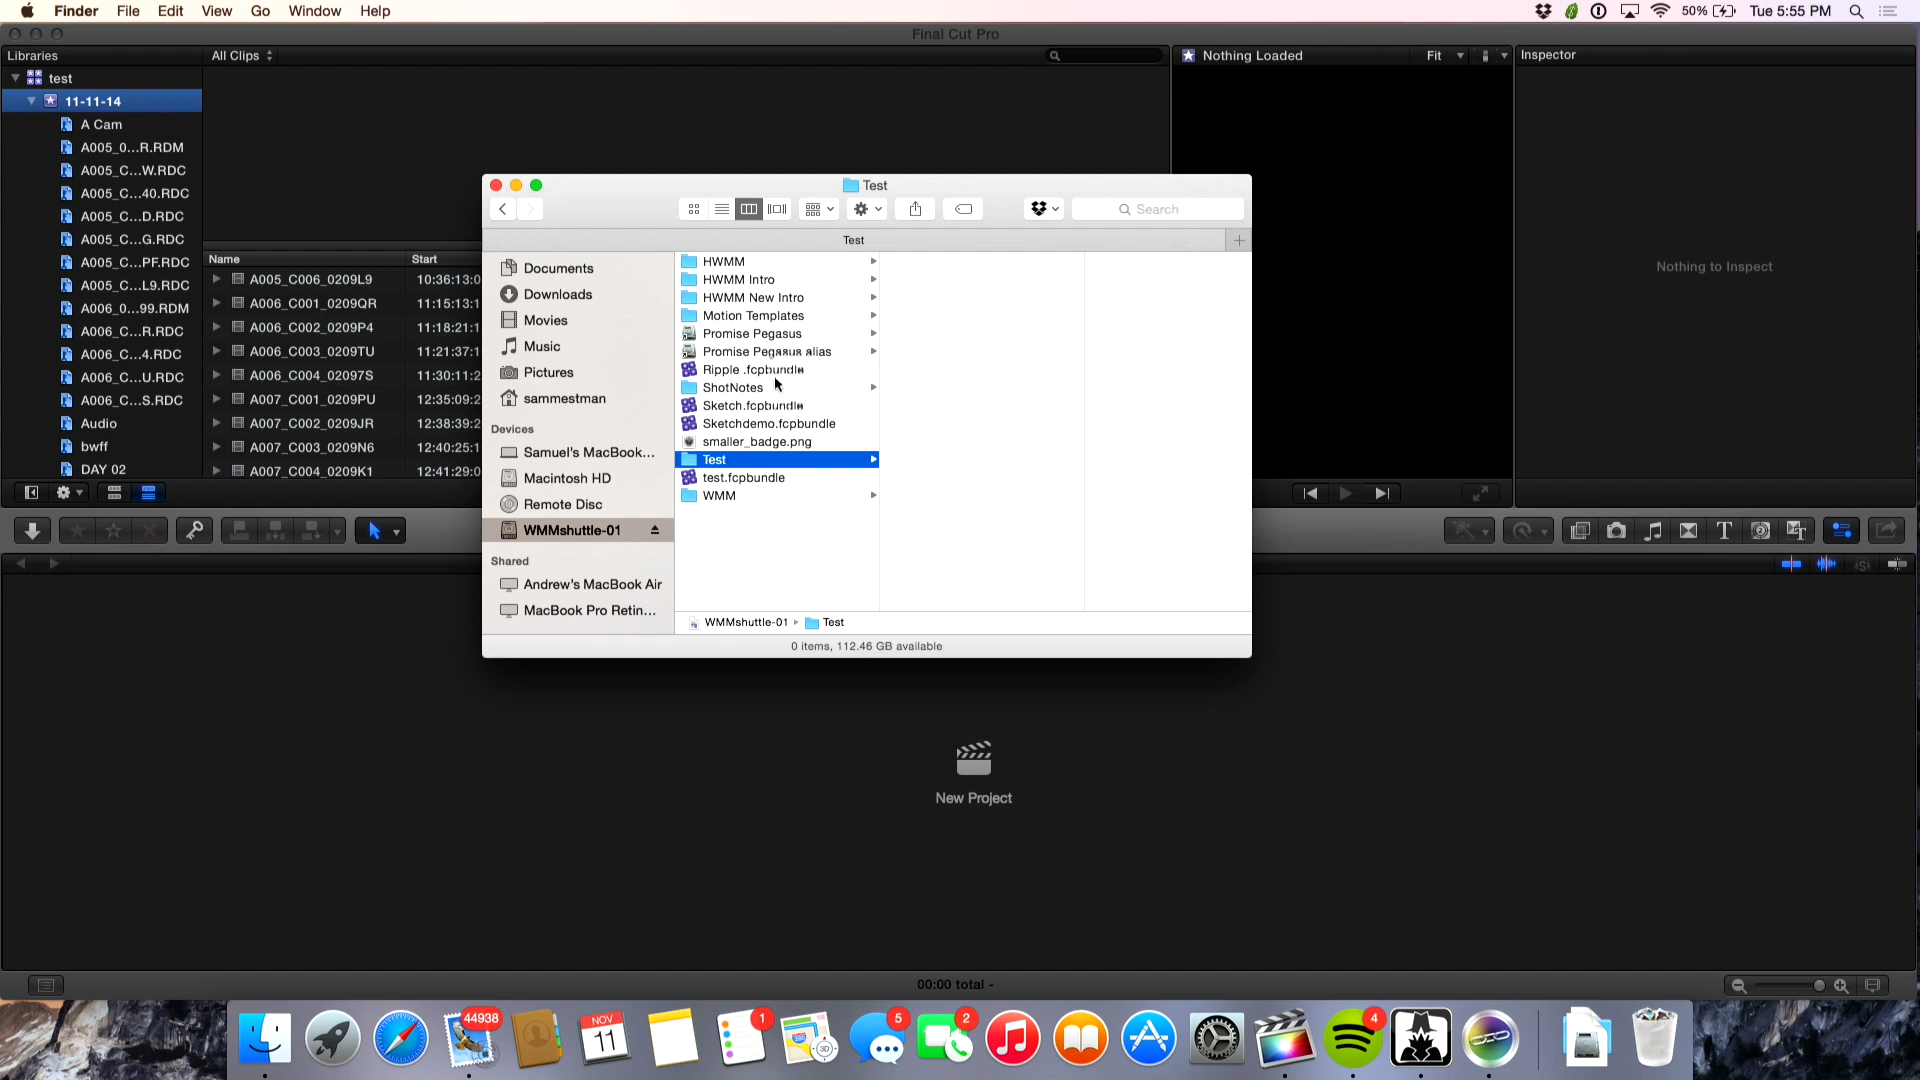 Finder File Edit View Go Window Help
50% Tue 5:55 PM
Final Cut Pro
Libraries
All Clips
Nothing Loaded
Fit
Inspector
test
11-11-14
A Cam
A005_0...R.RDM
A005_C...W.RDC
A005_C...40.RDC
A005_C...D.RDC
A005_C...G.RDC
A005_C...PF.RDC
A005_C...L9.RDC
A006_0...99.RDM
A006_C...R.RDC
A006_C...4.RDC
A006_C...U.RDC
A006_C...S.RDC
Audio
bwff
DAY 02
Name Start
A005_C006_0209L9 10:36:13:0
A006_C001_0209QR 11:15:13:1
A006_C002_0209P4 11:18:21:1
A006_C003_0209TU 11:21:37:1
A006_C004_02097S 11:30:11:2
A007_C001_0209PU 12:35:09:2
A007_C002_0209JR 12:38:39:2
A007_C003_0209N6 12:40:25:1
A007_C004_0209K1 12:41:29:0
Test
Search
Test
Documents
Downloads
Movies
Music
Pictures
sammestman
Devices
Samuel's MacBook...
Macintosh HD
Remote Disc
WMMshuttle-01
Shared
Andrew's MacBook Air
MacBook Pro Retin...
HWMM
HWMM Intro
HWMM New Intro
Motion Templates
Promise Pegasus
Promise Pegasus alias
Ripple .fcpbundle
ShotNotes
Sketch.fcpbundle
Sketchdemo.fcpbundle
smaller_badge.png
Test
test.fcpbundle
WMM
WMMshuttle-01 Test
0 items, 112.46 GB available
Nothing to Inspect
New Project
00:00 total -
44938
NOV
11
1
3D
5
2
4